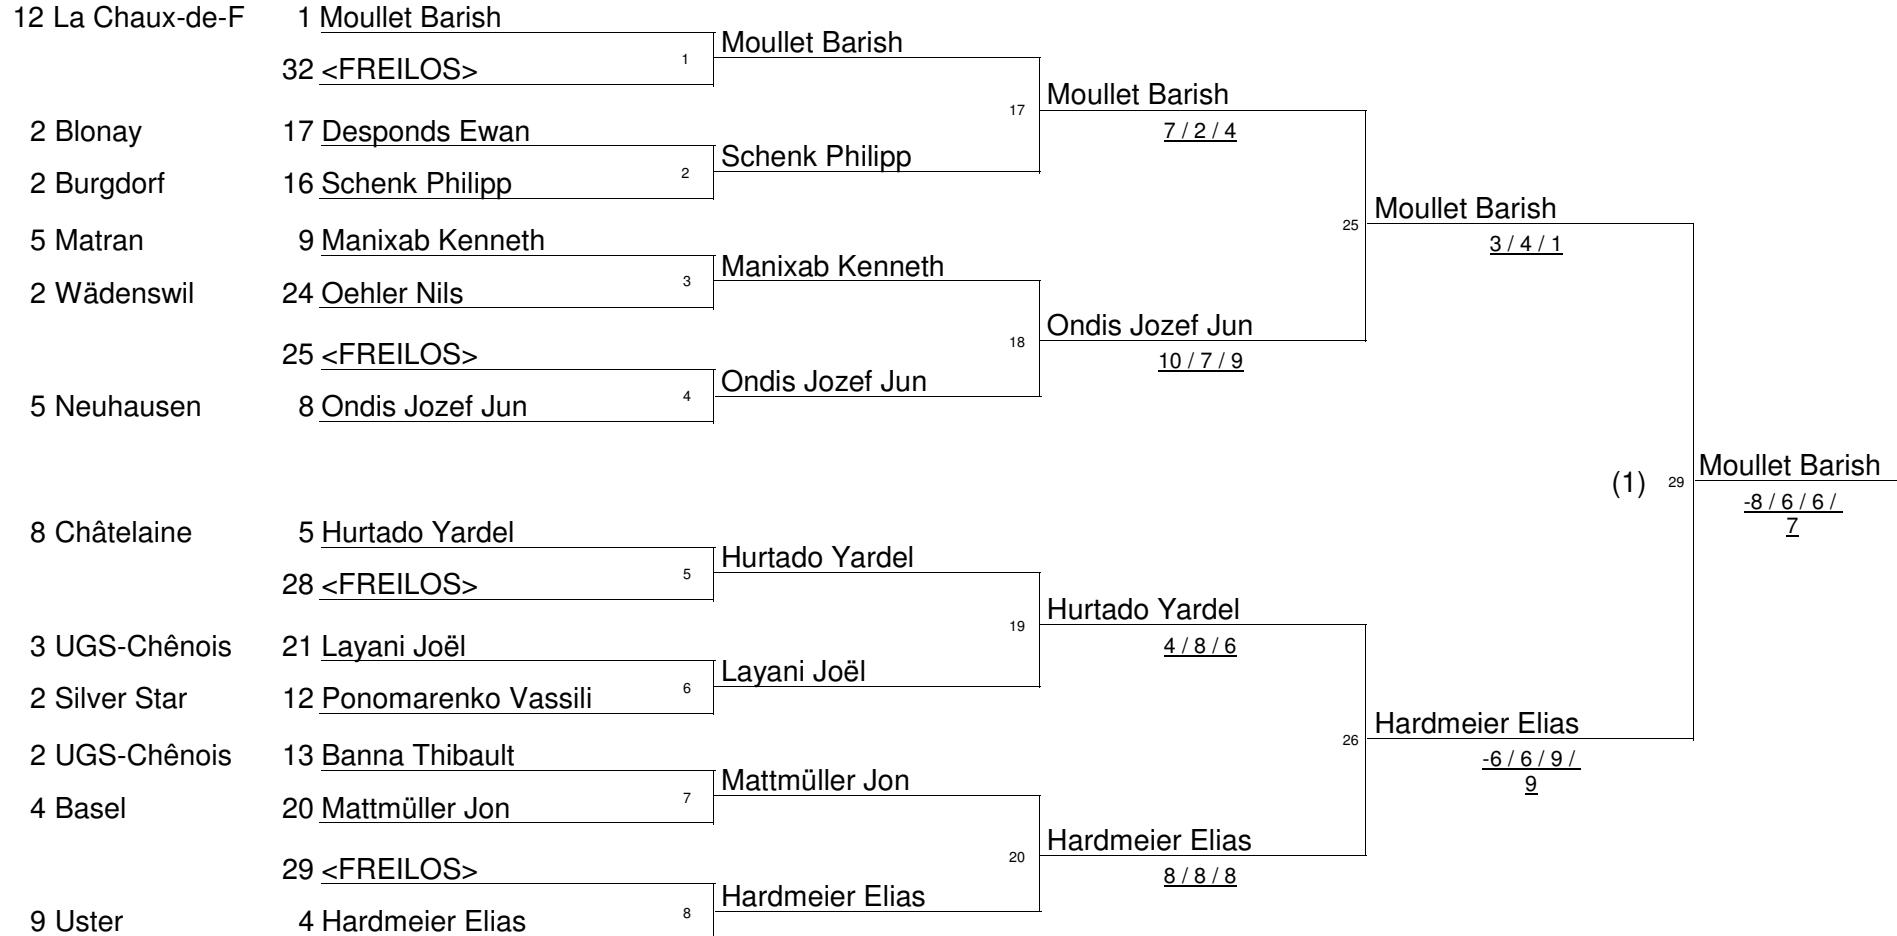 12 La Chaux-de-F 1 Moullet Barish
Moullet Barish
32 <FREILOS> 1
Moullet Barish
17
7 / 2 / 4
2 Blonay 17 Desponds Ewan
Schenk Philipp
2 Burgdorf 16 Schenk Philipp 2
Moullet Barish
25
3 / 4 / 1
5 Matran 9 Manixab Kenneth
Manixab Kenneth
2 Wädenswil 24 Oehler Nils 3
Ondis Jozef Jun
18
10 / 7 / 9
25 <FREILOS>
Ondis Jozef Jun
5 Neuhausen 8 Ondis Jozef Jun 4
Moullet Barish
(1) 29
-8 / 6 / 6 /
7
8 Châtelaine 5 Hurtado Yardel
Hurtado Yardel
28 <FREILOS> 5
Hurtado Yardel
19
4 / 8 / 6
3 UGS-Chênois 21 Layani Joël
Layani Joël
2 Silver Star 12 Ponomarenko Vassili 6
Hardmeier Elias
26
-6 / 6 / 9 /
9
2 UGS-Chênois 13 Banna Thibault
Mattmüller Jon
4 Basel 20 Mattmüller Jon 7
Hardmeier Elias
20
8 / 8 / 8
29 <FREILOS>
Hardmeier Elias
9 Uster 4 Hardmeier Elias 8